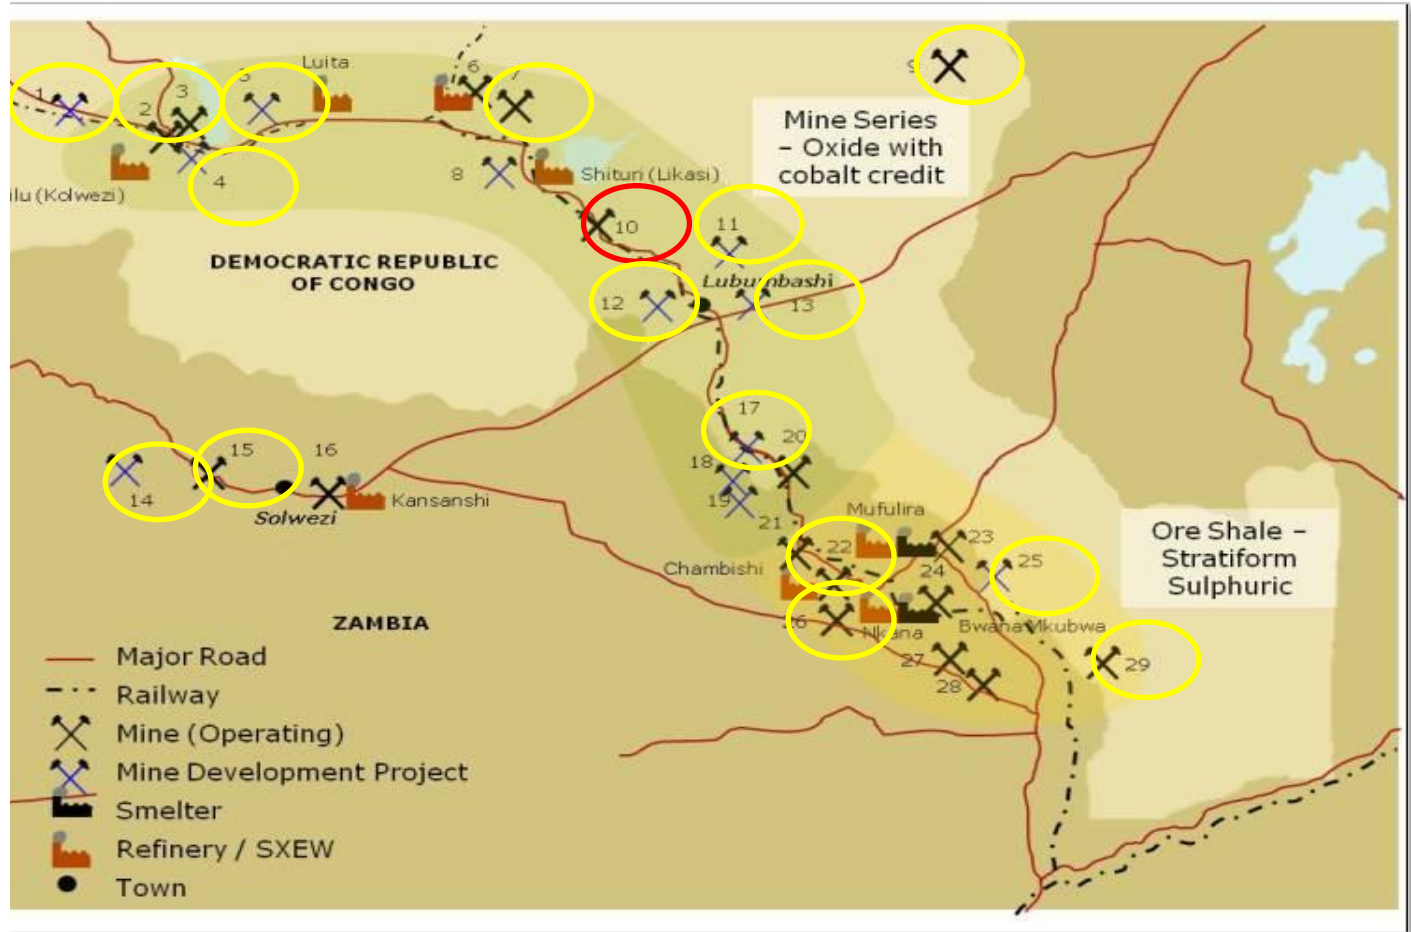 Luita
6
7
5
9
1
3
2
Mine Series
– Oxide with
cobalt credit
8
Shituri (Likasi)
4
ilu (Kolwezi)
10
11
DEMOCRATIC REPUBLIC
OF CONGO
Lubumbashi
12
13
17
20
15
16
18
14
Kansanshi
19
Solwezi
21
Mufulira
22
23
Ore Shale –
Stratiform
Sulphuric
25
Chambishi
24
26
Nkana
Bwana Mkubwa
ZAMBIA
27
29
28
Major Road
Railway
Mine (Operating)
Mine Development Project
Smelter
Refinery / SXEW
Town